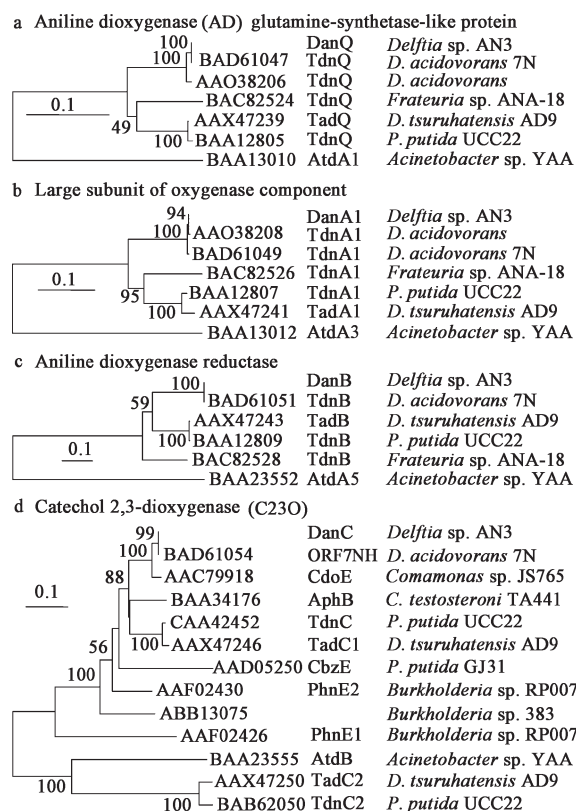 a Aniline dioxygenase (AD) glutamine-synthetase-like protein
100 DanQ Delftia sp. AN3
100 BAD61047 TdnQ D. acidovorans 7N
AAO38206 TdnQ D. acidovorans
0.1 BAC82524 TdnQ Frateuria sp. ANA-18
49 AAX47239 TadQ D. tsuruhatensis AD9
100 BAA12805 TdnQ P. putida UCC22
BAA13010 AtdA1 Acinetobacter sp. YAA
b Large subunit of oxygenase component
94 DanA1 Delftia sp. AN3
100 AAO38208 TdnA1 D. acidovorans
BAD61049 TdnA1 D. acidovorans 7N
0.1 BAC82526 TdnA1 Frateuria sp. ANA-18
95 BAA12807 TdnA1 P. putida UCC22
100 AAX47241 TadA1 D. tsuruhatensis AD9
BAA13012 AtdA3 Acinetobacter sp. YAA
c Aniline dioxygenase reductase
100 DanB Delftia sp. AN3
59 BAD61051 TdnB D. acidovorans 7N
AAX47243 TadB D. tsuruhatensis AD9
0.1 100 BAA12809 TdnB P. putida UCC22
BAC82528 TdnB Frateuria sp. ANA-18
BAA23552 AtdA5 Acinetobacter sp. YAA
d Catechol 2,3-dioxygenase (C23O)
99 DanC Delftia sp. AN3
100 BAD61054 ORF7NH D. acidovorans 7N
88 AAC79918 CdoE Comamonas sp. JS765
0.1 BAA34176 AphB C. testosteroni TA441
CAA42452 TdnC P. putida UCC22
56 100 AAX47246 TadC1 D. tsuruhatensis AD9
100 AAD05250 CbzE P. putida GJ31
AAF02430 PhnE2 Burkholderia sp. RP007
ABB13075 Burkholderia sp. 383
AAF02426 PhnE1 Burkholderia sp. RP007
BAA23555 AtdB Acinetobacter sp. YAA
100 AAX47250 TadC2 D. tsuruhatensis AD9
100 BAB62050 TdnC2 P. putida UCC22